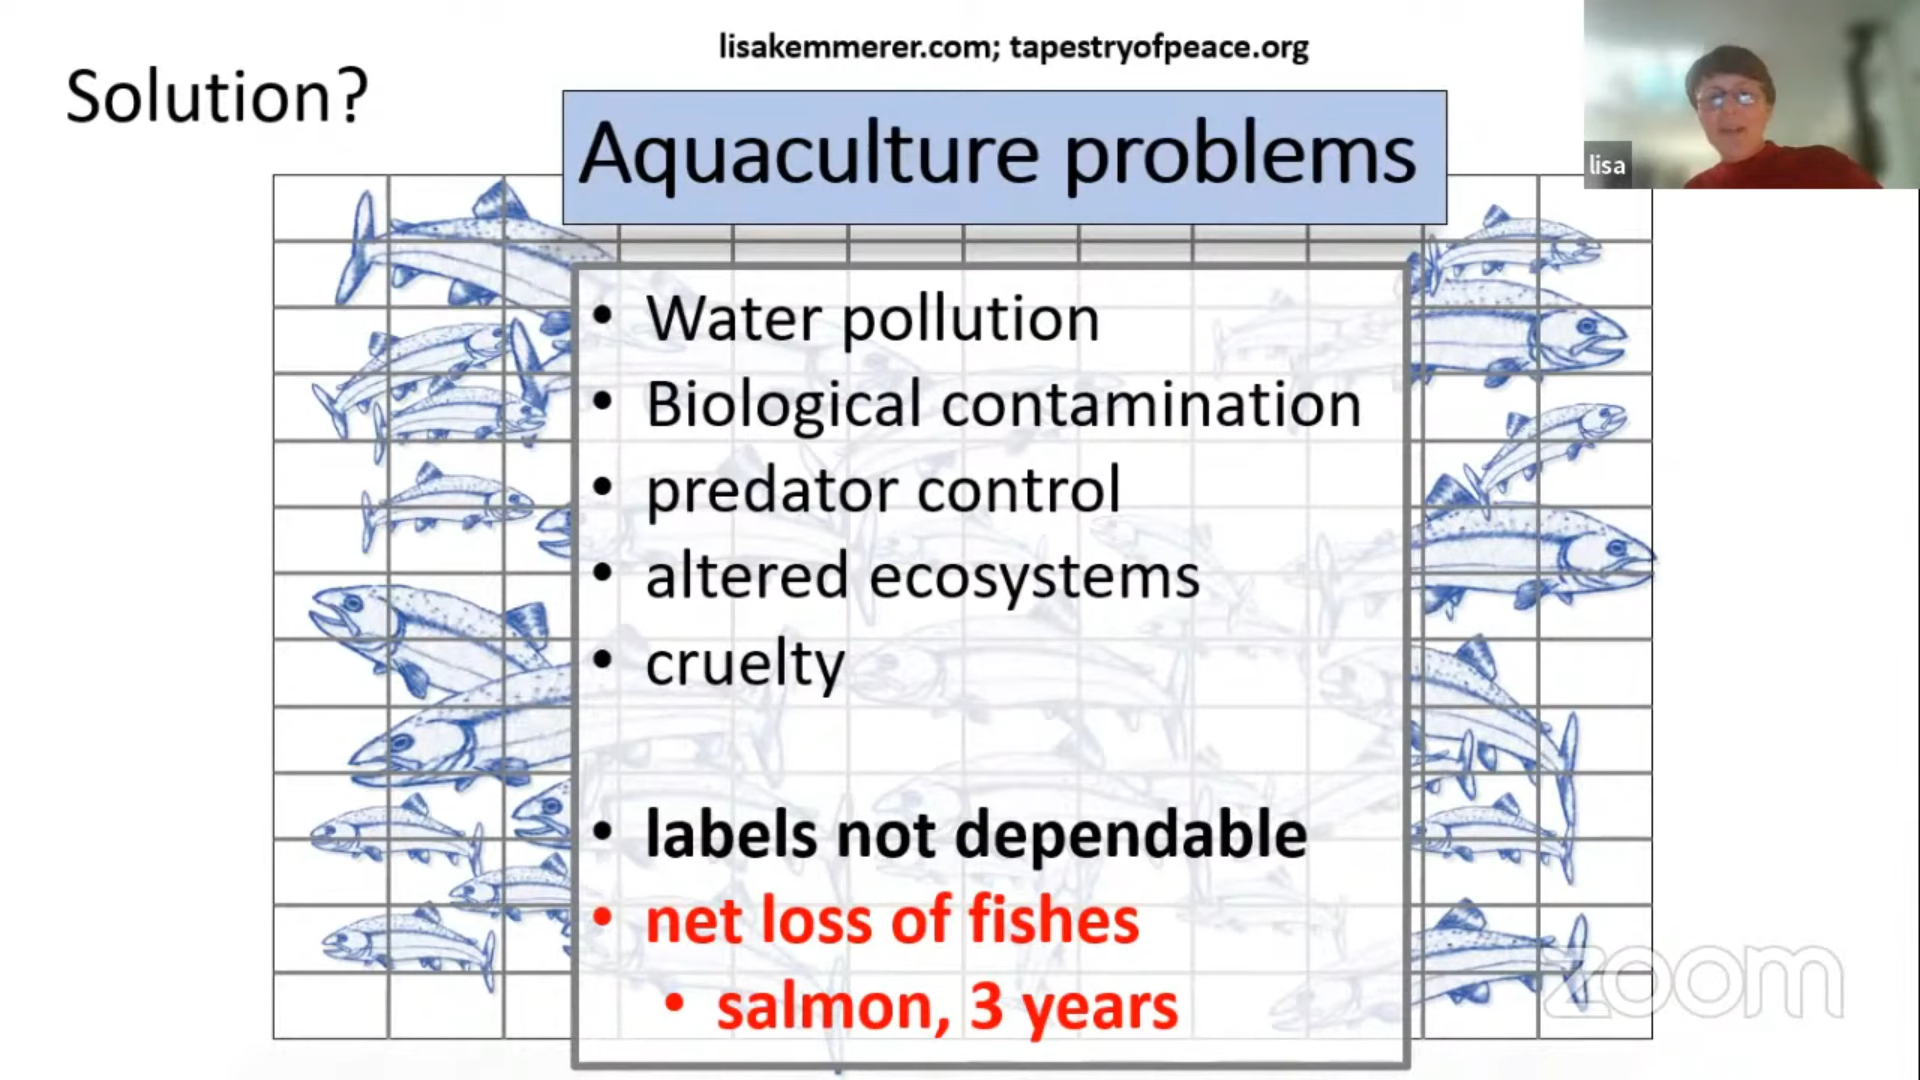 lisakemmerer.com; tapestryofpeace.org
Solution?
Aquaculture problems
lisa
• Water pollution
• Biological contamination
• predator control
• altered ecosystems
• cruelty
• labels not dependable
• net loss of fishes
• salmon, 3 years
zoom